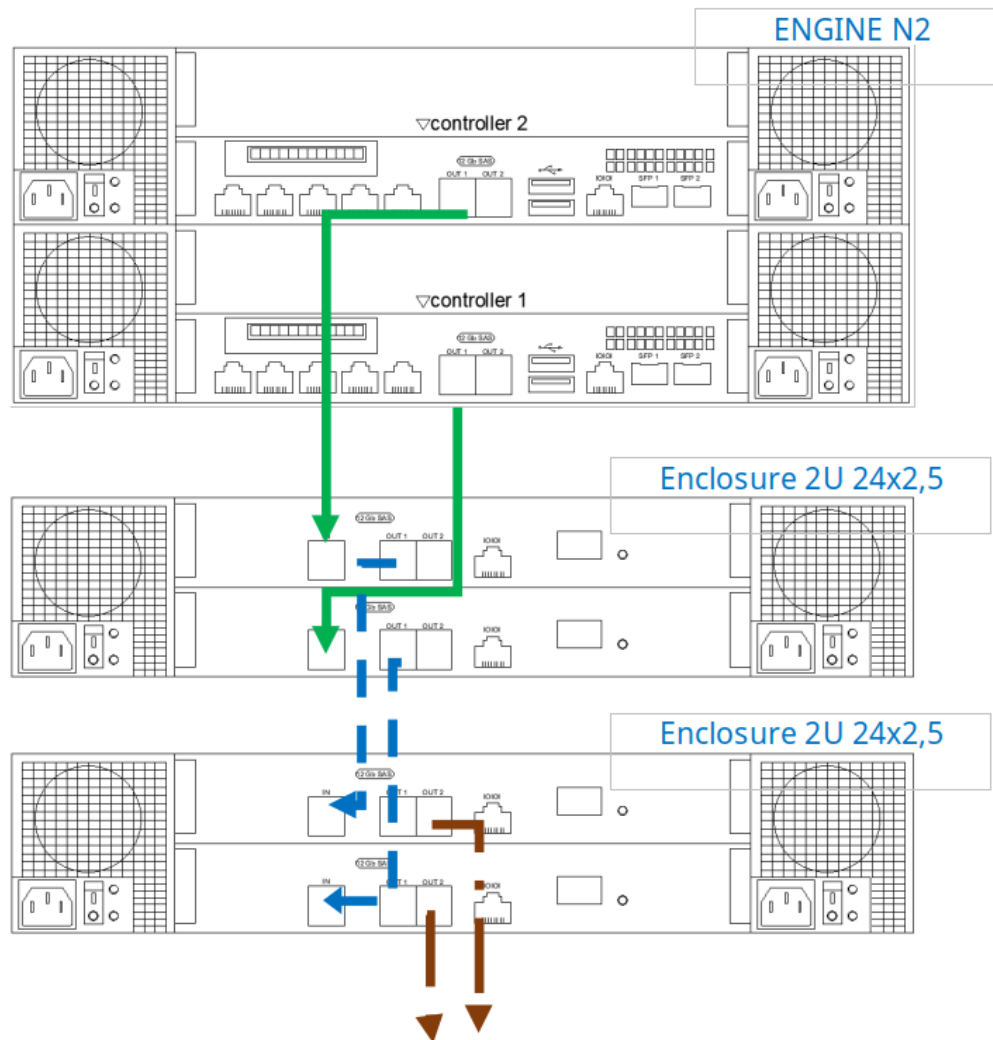 ENGINE N2
▽controller 2
12 Gb SAS
OUT 1 OUT 2
IOIOI
SFP 1 SFP 2
▽controller 1
12 Gb SAS
OUT 1 OUT 2
IOIOI
SFP 1 SFP 2
Enclosure 2U 24x2,5
12 Gb SAS
OUT 1 OUT 2
IOIOI
12 Gb SAS
OUT 1 OUT 2
IOIOI
Enclosure 2U 24x2,5
12 Gb SAS
IN OUT 1 OUT 2
IOIOI
12 Gb SAS
IN OUT 1 OUT 2
IOIOI